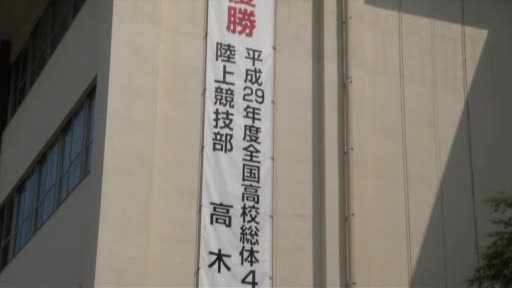 優勝
平成29年度全国高校総体4
陸上競技部 高木